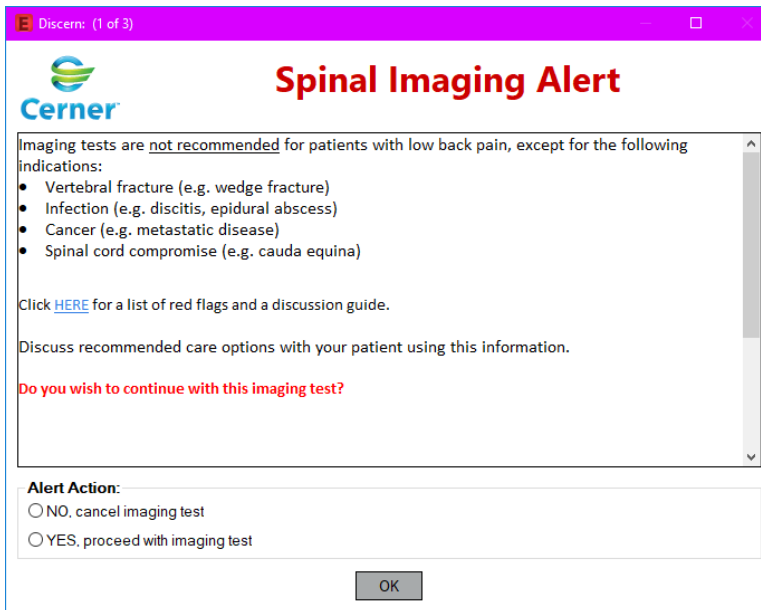 E Discern: (1 of 3)
Cerner
Spinal Imaging Alert
Imaging tests are not recommended for patients with low back pain, except for the following
indications:
● Vertebral fracture (e.g. wedge fracture)
● Infection (e.g. discitis, epidural abscess)
● Cancer (e.g. metastatic disease)
● Spinal cord compromise (e.g. cauda equina)
Click HERE for a list of red flags and a discussion guide.
Discuss recommended care options with your patient using this information.
Do you wish to continue with this imaging test?
Alert Action:
NO, cancel imaging test
YES, proceed with imaging test
OK